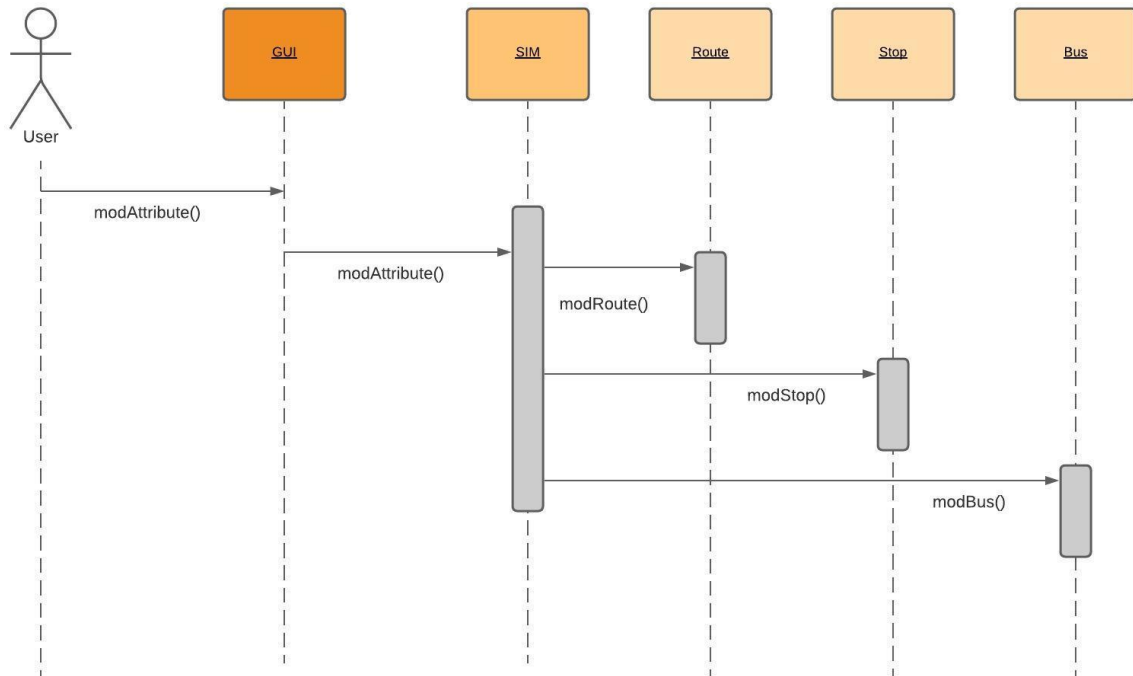 GUI
SIM
Route
Stop
Bus
User
modAttribute()
modAttribute()
modRoute()
modStop()
modBus()